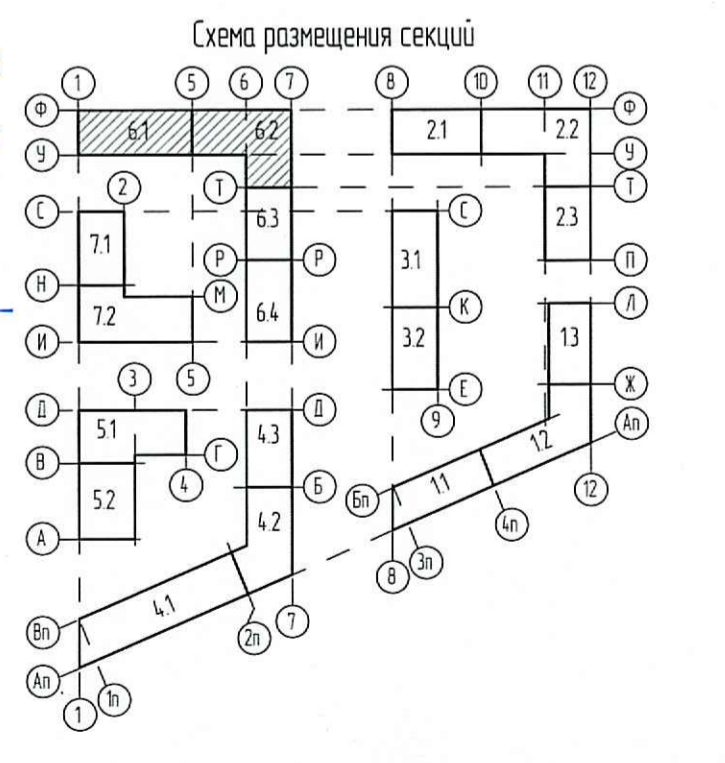 Схема размещения секций
1 5 6 7 8 10 11 12
Ф 6.1 6.2 2.1 2.2 Ф
У У
2 Т Т
С 6.3 С 2.3
7.1 Р Р 3.1 П
Н М К Л
7.2 6.4 3.2 1.3
И И
3 5 Е Ж
Д 5.1 4.3 Д 9 Ап
В Г 1.2
4 Б Бп 1.1 12
5.2 4.2 4п
А
8 3п
4.1
Вп 2п 7
Ап 1п
1